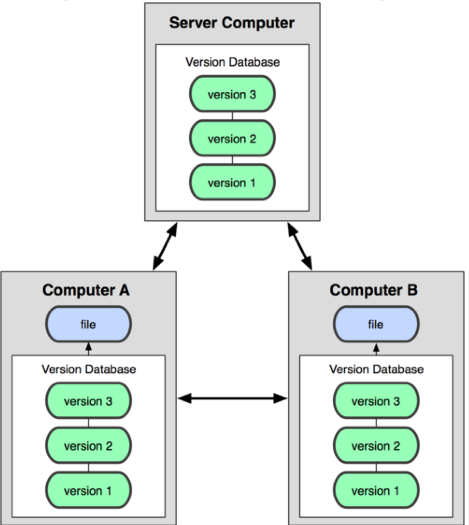 Server Computer
Version Database
version 3
version 2
version 1
Computer A
file
Version Database
version 3
version 2
version 1
Computer B
file
Version Database
version 3
version 2
version 1